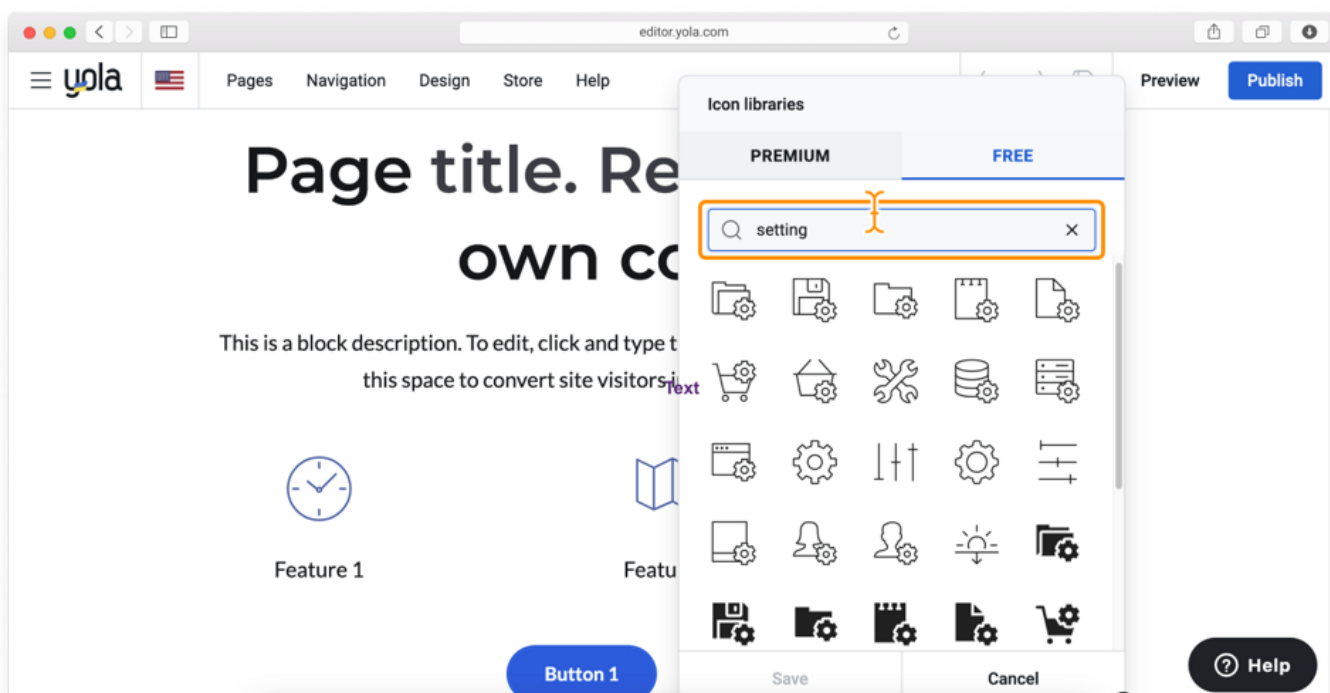 editor.yola.com
yola
Pages Navigation Design Store Help
Preview
Publish
Icon libraries
PREMIUM
FREE
setting
Page title. Re
own co
This is a block description. To edit, click and type t
this space to convert site visitors i
Text
Feature 1
Featu
Button 1
Save
Cancel
Help